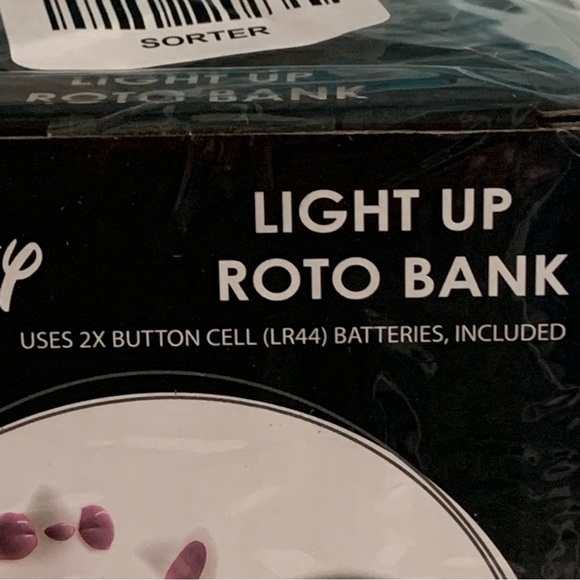 SORTER
LIGHT UP
ROTO BANK
LIGHT UP
ROTO BANK
USES 2X BUTTON CELL (LR44) BATTERIES, INCLUDED